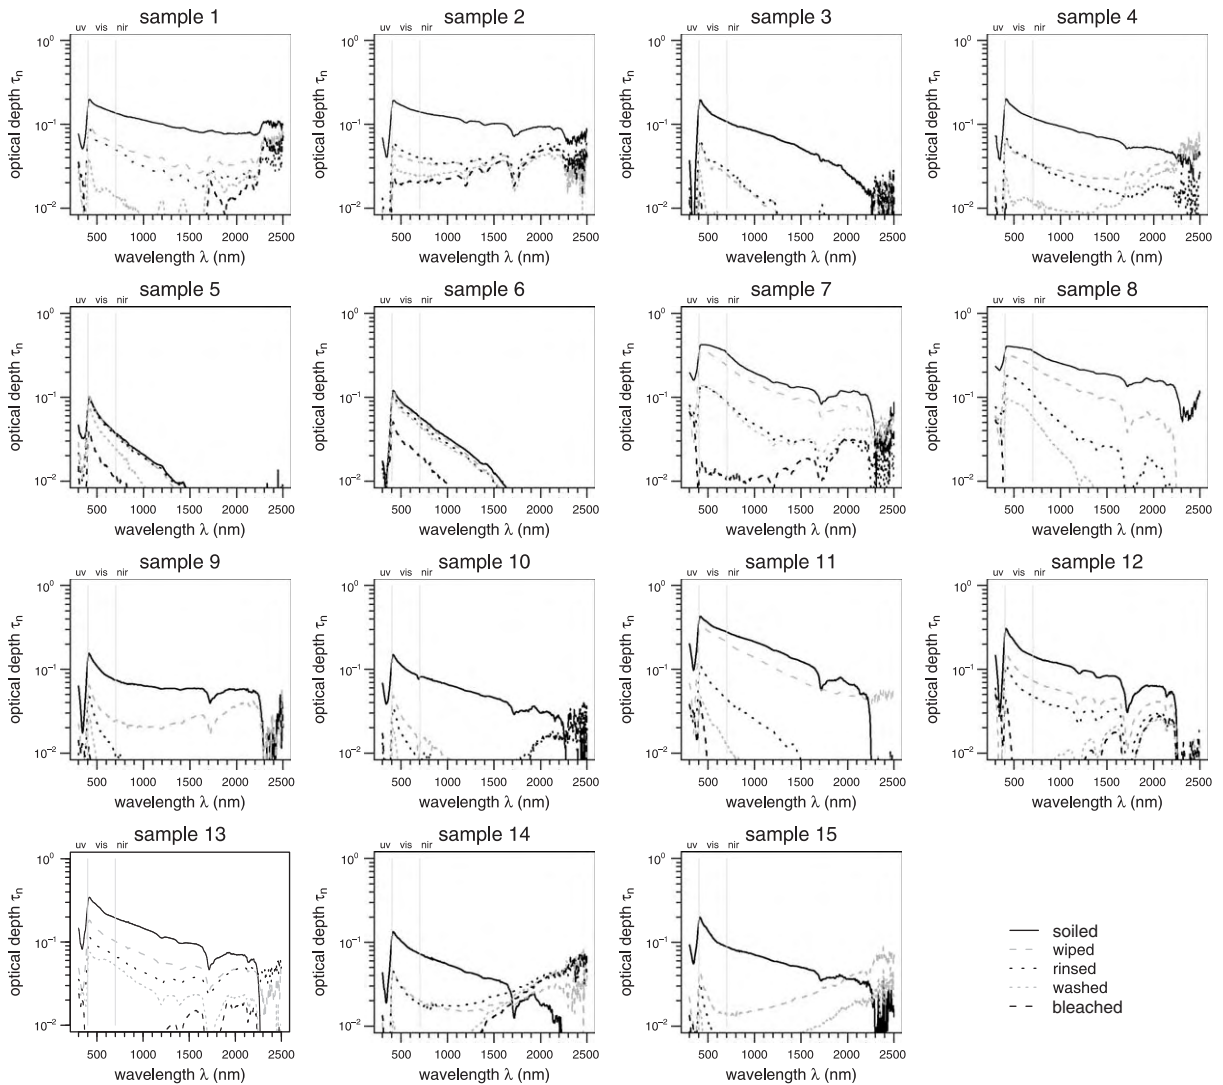 sample 1 sample 2 sample 3 sample 4
uv vis nir uv vis nir uv vis nir uv vis nir
10⁰ 10⁰ 10⁰ 10⁰
optical depth τₙ optical depth τₙ optical depth τₙ optical depth τₙ
10⁻¹ 10⁻¹ 10⁻¹ 10⁻¹
10⁻² 10⁻² 10⁻² 10⁻²
500 1000 1500 2000 2500 500 1000 1500 2000 2500 500 1000 1500 2000 2500 500 1000 1500 2000 2500
wavelength λ (nm) wavelength λ (nm) wavelength λ (nm) wavelength λ (nm)
sample 5 sample 6 sample 7 sample 8
uv vis nir uv vis nir uv vis nir uv vis nir
10⁰ 10⁰ 10⁰ 10⁰
optical depth τₙ optical depth τₙ optical depth τₙ optical depth τₙ
10⁻¹ 10⁻¹ 10⁻¹ 10⁻¹
10⁻² 10⁻² 10⁻² 10⁻²
500 1000 1500 2000 2500 500 1000 1500 2000 2500 500 1000 1500 2000 2500 500 1000 1500 2000 2500
wavelength λ (nm) wavelength λ (nm) wavelength λ (nm) wavelength λ (nm)
sample 9 sample 10 sample 11 sample 12
uv vis nir uv vis nir uv vis nir uv vis nir
10⁰ 10⁰ 10⁰ 10⁰
optical depth τₙ optical depth τₙ optical depth τₙ optical depth τₙ
10⁻¹ 10⁻¹ 10⁻¹ 10⁻¹
10⁻² 10⁻² 10⁻² 10⁻²
500 1000 1500 2000 2500 500 1000 1500 2000 2500 500 1000 1500 2000 2500 500 1000 1500 2000 2500
wavelength λ (nm) wavelength λ (nm) wavelength λ (nm) wavelength λ (nm)
sample 13 sample 14 sample 15
uv vis nir uv vis nir uv vis nir
10⁰ 10⁰ 10⁰
optical depth τₙ optical depth τₙ optical depth τₙ
10⁻¹ 10⁻¹ 10⁻¹
10⁻² 10⁻² 10⁻²
500 1000 1500 2000 2500 500 1000 1500 2000 2500 500 1000 1500 2000 2500
wavelength λ (nm) wavelength λ (nm) wavelength λ (nm)
soiled
wiped
rinsed
washed
bleached